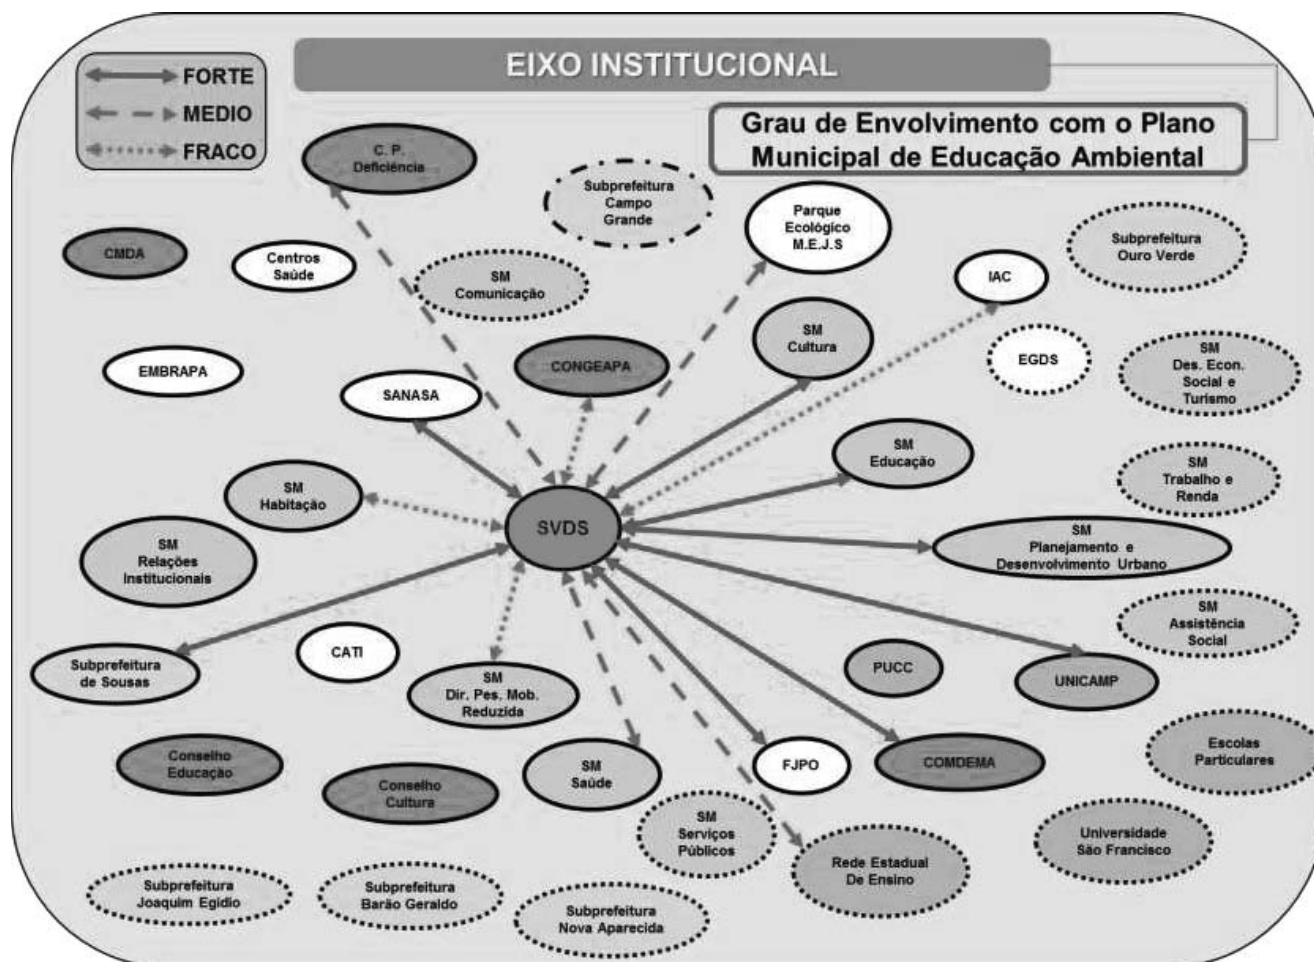 EIXO INSTITUCIONAL
FORTE
MEDIO
FRACO
Grau de Envolvimento com o Plano
Municipal de Educação Ambiental
C. P.
Deficiência
Subprefeitura
Campo
Grande
Parque
Ecológico
M.E.J.S
Subprefeitura
Ouro Verde
CMDA
Centros
Saúde
SM
Comunicação
IAC
SM
Cultura
EMBRAPA
SANASA
CONGEAPA
EGDS
SM
Des. Econ.
Social e
Turismo
SM
Educação
SM
Trabalho e
Renda
SM
Habitação
SVDS
SM
Relações
Institucionais
SM
Planejamento e
Desenvolvimento Urbano
SM
Assistência
Social
Subprefeitura
de Sousas
CATI
SM
Dir. Pes. Mob.
Reduzida
PUCC
UNICAMP
Conselho
Educação
Conselho
Cultura
SM
Saúde
FJPO
COMDEMA
Escolas
Particulares
SM
Serviços
Públicos
Universidade
São Francisco
Rede Estadual
De Ensino
Subprefeitura
Joaquim Egídio
Subprefeitura
Barão Geraldo
Subprefeitura
Nova Aparecida